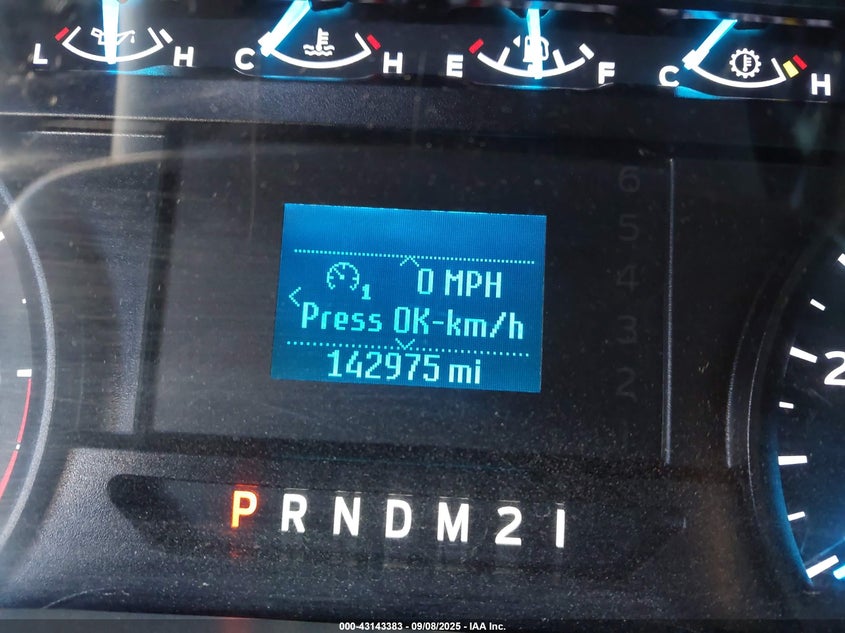 L H C H E F C H
6
5
4
3
2
1
0 MPH
Press OK-km/h
142975 mi
2
P R N D M 2 1
000-43143383 - 09/08/2025 - IAA Inc.